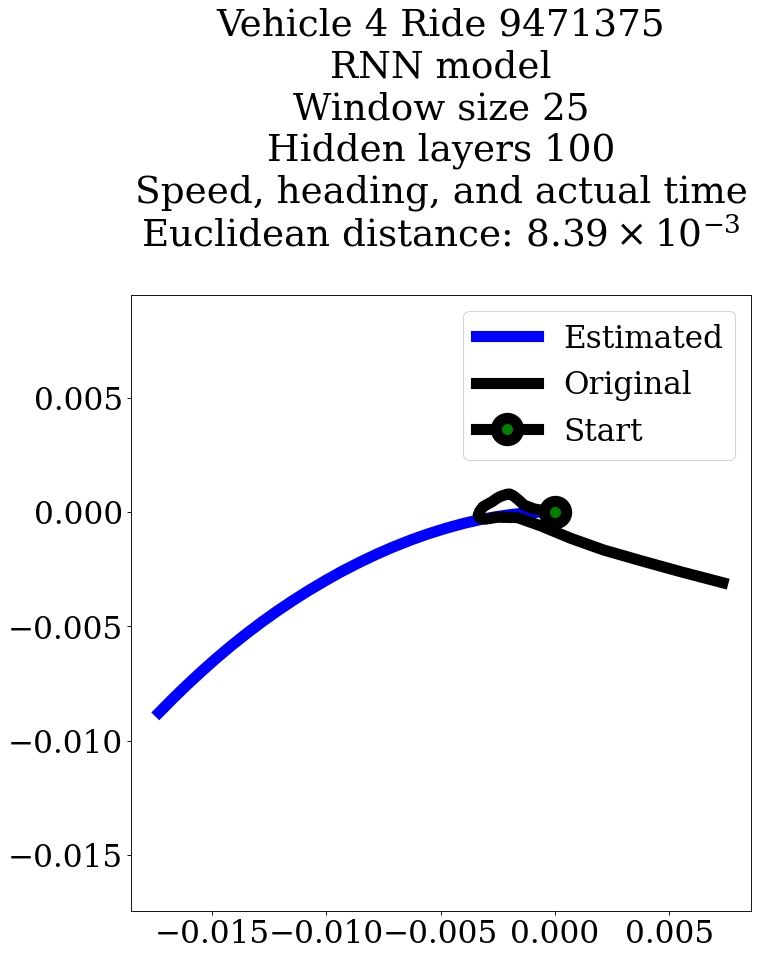 Vehicle 4 Ride 9471375
RNN model
Window size 25
Hidden layers 100
Speed, heading, and actual time
Euclidean distance: 8.39 × 10⁻³
Estimated
Original
Start
0.005
0.000
−0.005
−0.010
−0.015
−0.015 −0.010 −0.005 0.000 0.005